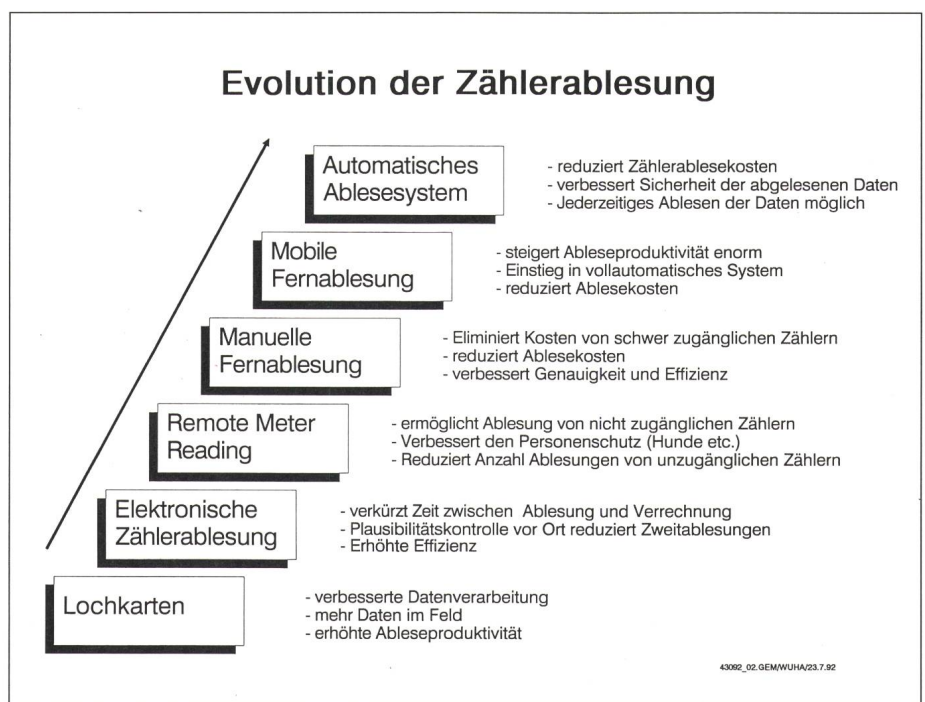 Evolution der Zählerablesung
Automatisches
Ablesesystem
- reduziert Zählerablesekosten
- verbessert Sicherheit der abgelesenen Daten
- Jederzeitiges Ablesen der Daten möglich
Mobile
Fernablesung
- steigert Ableseproduktivität enorm
- Einstieg in vollautomatisches System
- reduziert Ablesekosten
Manuelle
Fernablesung
- Eliminiert Kosten von schwer zugänglichen Zählern
- reduziert Ablesekosten
- verbessert Genauigkeit und Effizienz
Remote Meter
Reading
- ermöglicht Ablesung von nicht zugänglichen Zählern
- Verbessert den Personenschutz (Hunde etc.)
- Reduziert Anzahl Ablesungen von unzugänglichen Zählern
Elektronische
Zählerablesung
- verkürzt Zeit zwischen Ablesung und Verrechnung
- Plausibilitätskontrolle vor Ort reduziert Zweitablesungen
- Erhöhte Effizienz
Lochkarten
- verbesserte Datenverarbeitung
- mehr Daten im Feld
- erhöhte Ableseproduktivität
43092_02.GEM/WUHA/23.7.92